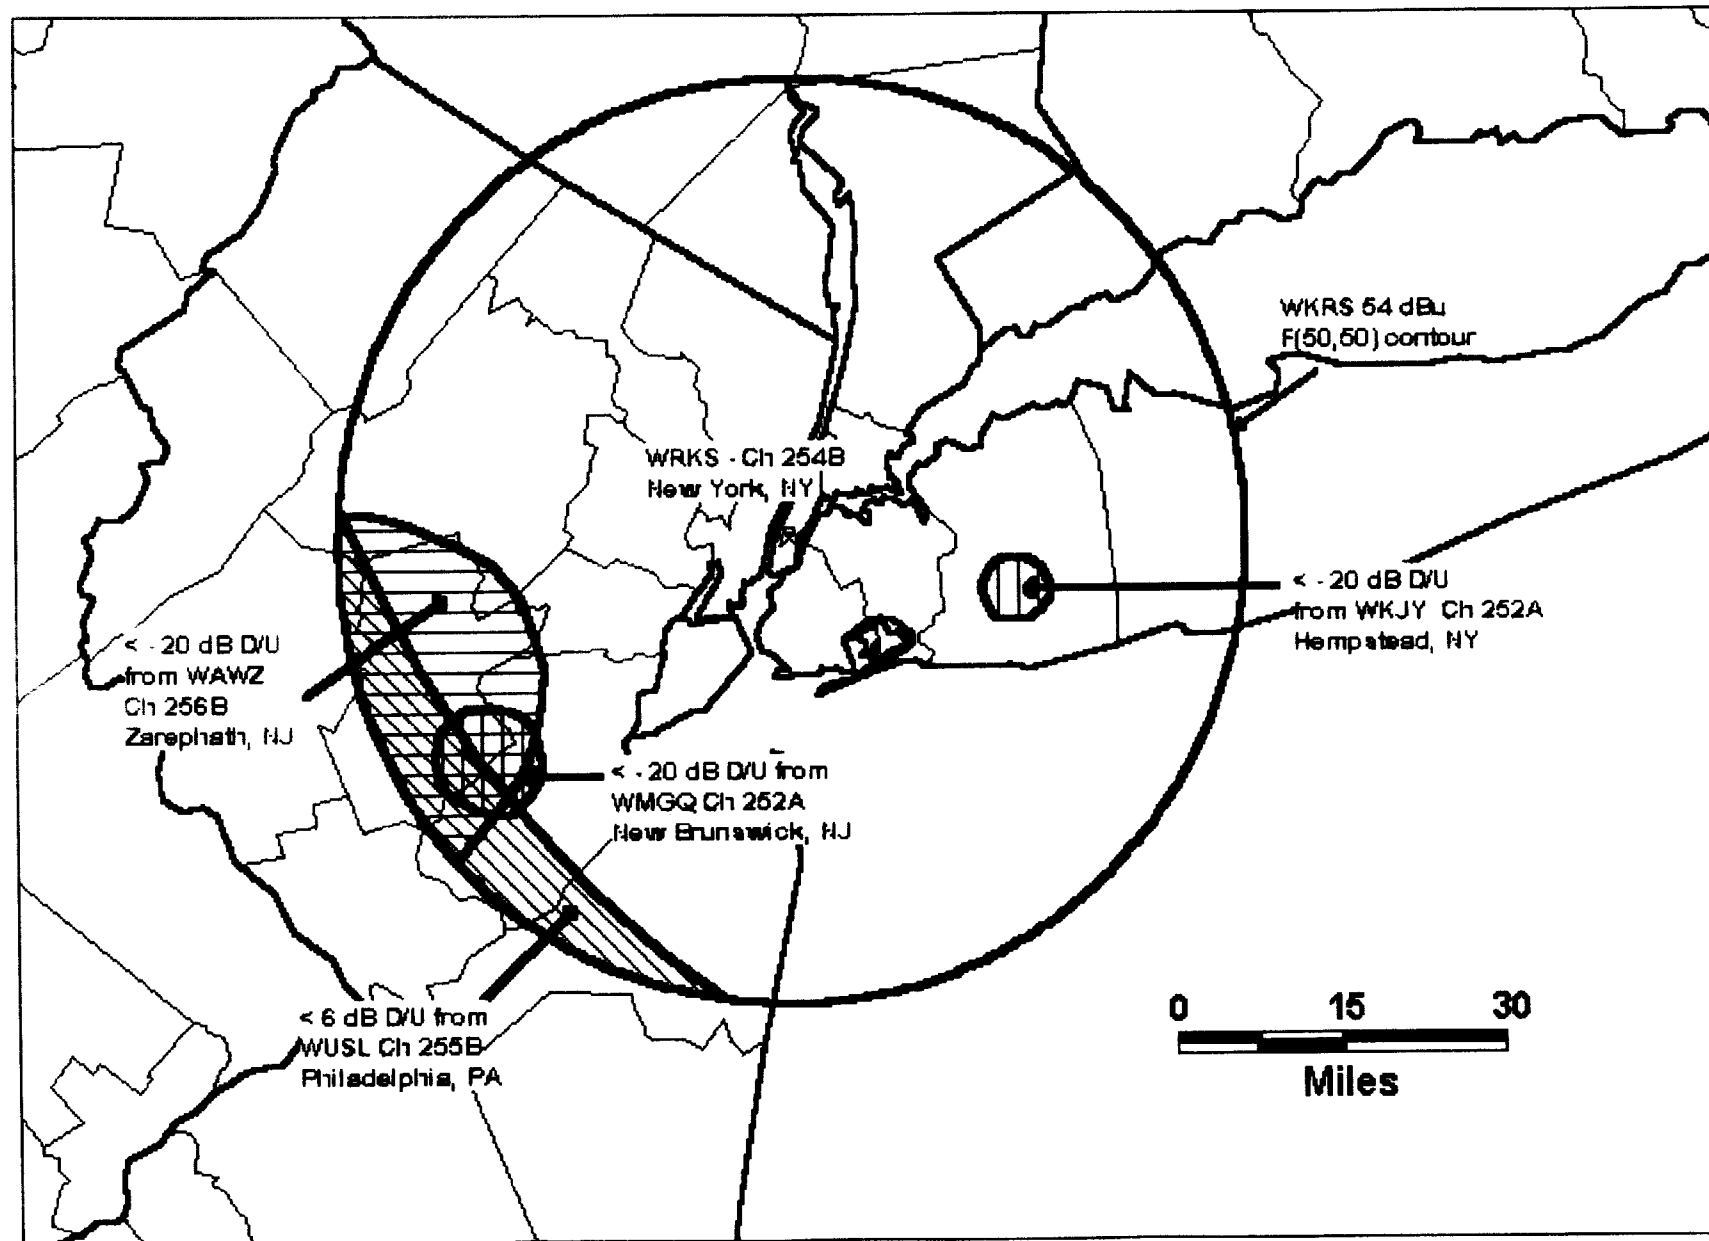 WKRS 54 dBu
F(50,50) contour
WRKS - Ch 254B
New York, NY
< - 20 dB D/U
from WKJY Ch 252A
Hempstead, NY
< - 20 dB D/U
from WAWZ
Ch 256B
Zarephath, NJ
< - 20 dB D/U from
WMGQ Ch 252A
New Brunswick, NJ
< 6 dB D/U from
WUSL Ch 255B
Philadelphia, PA
0 15 30
Miles